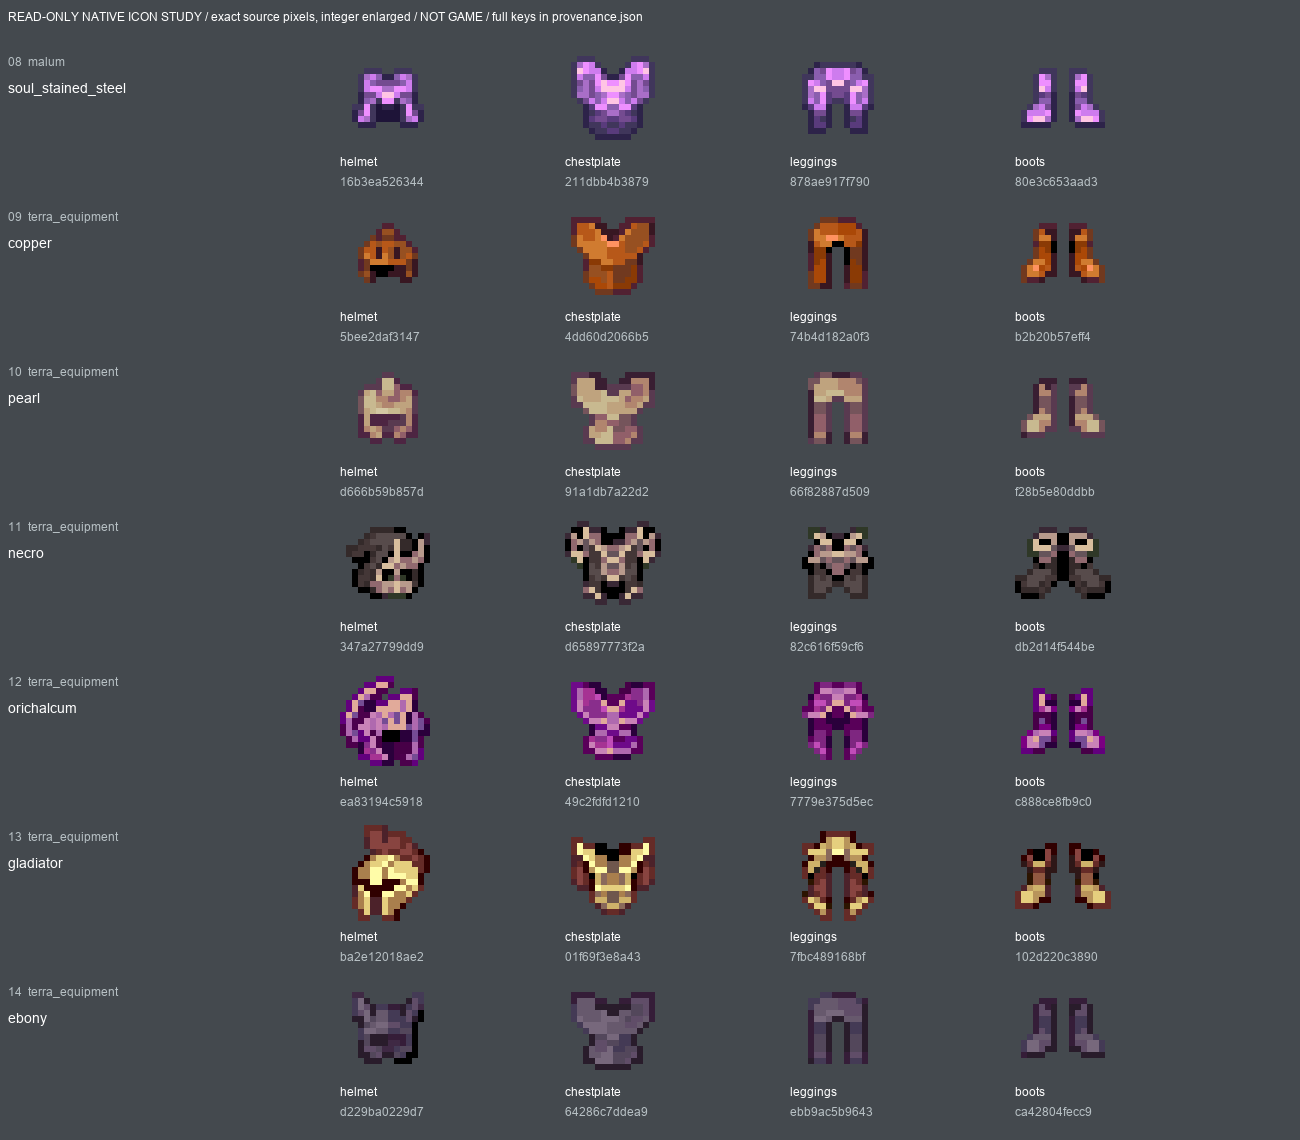 READ-ONLY NATIVE ICON STUDY / exact source pixels, integer enlarged / NOT GAME / full keys in provenance.json
08 malum
soul_stained_steel
helmet chestplate leggings boots
16b3ea526344 211dbb4b3879 878ae917f790 80e3c653aad3
09 terra_equipment
copper
helmet chestplate leggings boots
5bee2daf3147 4dd60d2066b5 74b4d182a0f3 b2b20b57eff4
10 terra_equipment
pearl
helmet chestplate leggings boots
d666b59b857d 91a1db7a22d2 66f82887d509 f28b5e80ddbb
11 terra_equipment
necro
helmet chestplate leggings boots
347a27799dd9 d65897773f2a 82c616f59cf6 db2d14f544be
12 terra_equipment
orichalcum
helmet chestplate leggings boots
ea83194c5918 49c2fdfd1210 7779e375d5ec c888ce8fb9c0
13 terra_equipment
gladiator
helmet chestplate leggings boots
ba2e12018ae2 01f69f3e8a43 7fbc489168bf 102d220c3890
14 terra_equipment
ebony
helmet chestplate leggings boots
d229ba0229d7 64286c7ddea9 ebb9ac5b9643 ca42804fecc9